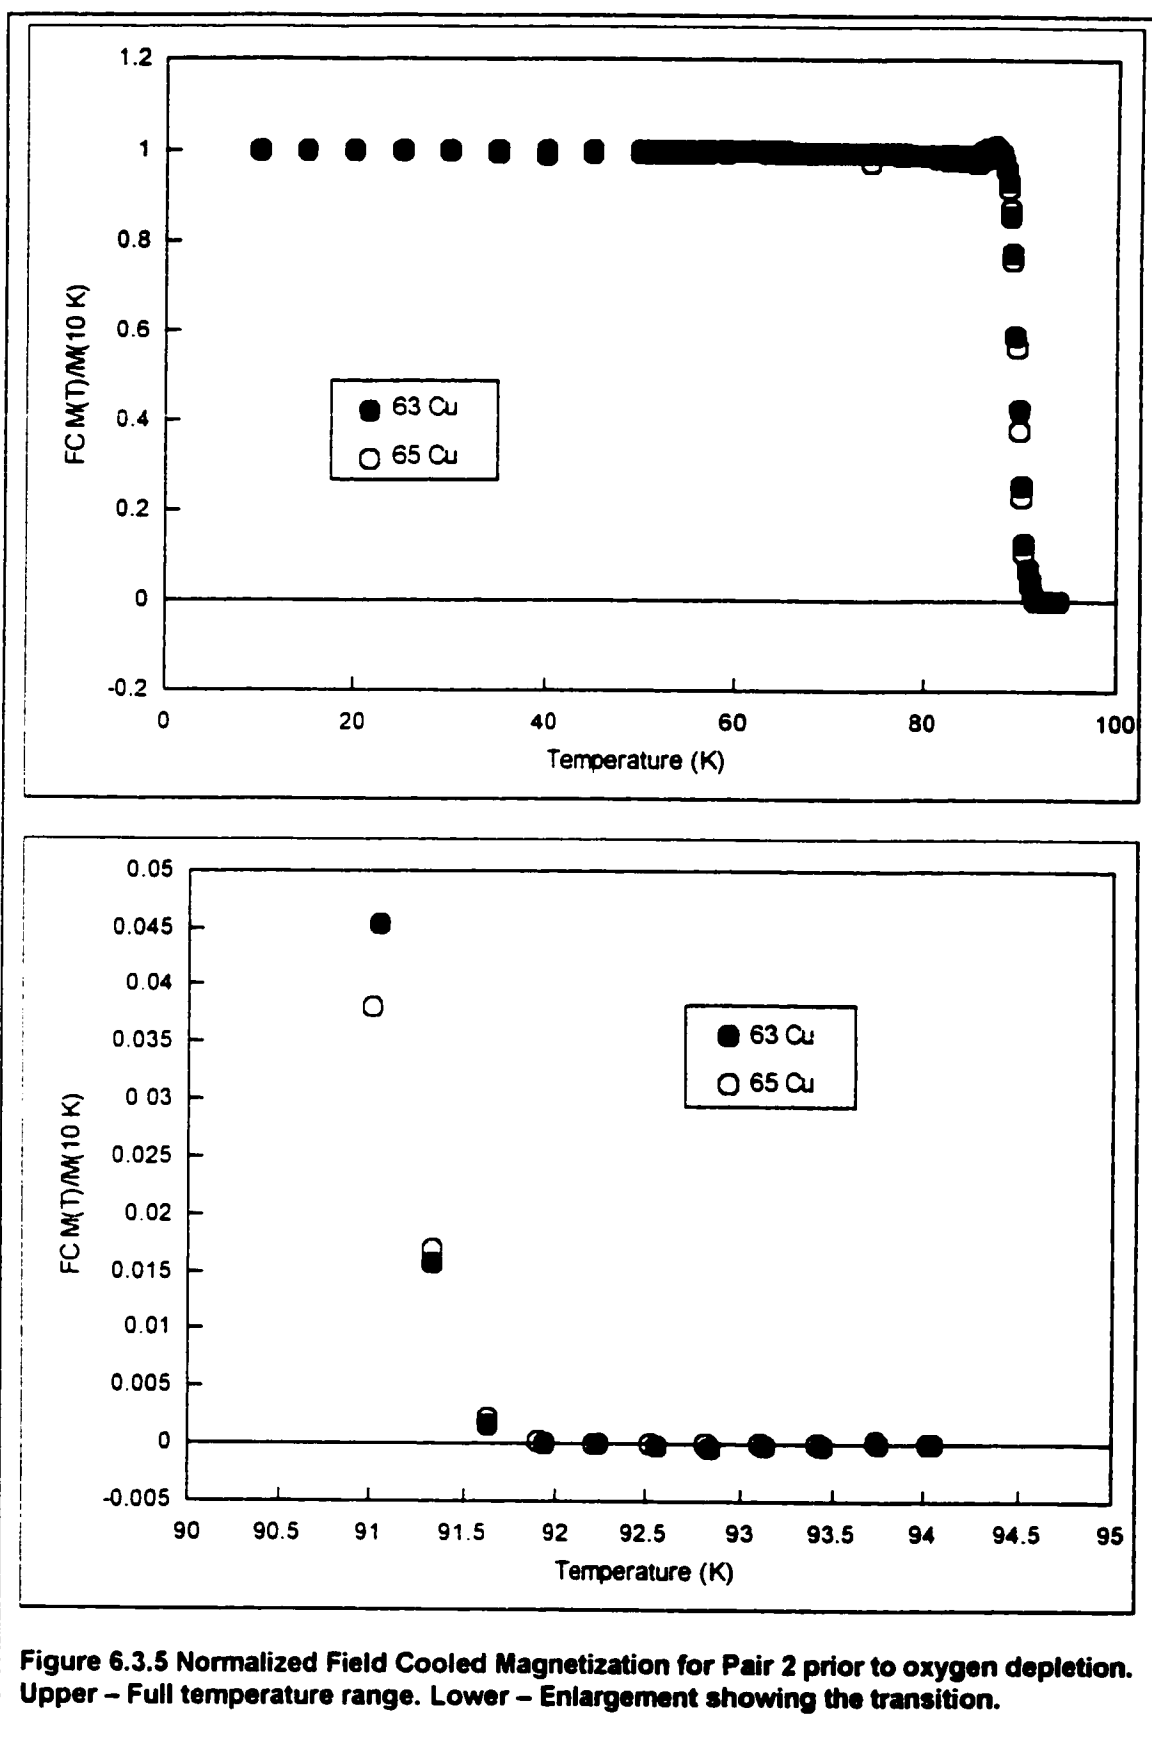 1.2
1
0.8
0.6
0.4
0.2
0
-0.2
FC M(T)/M(10 K)
63 Cu
65 Cu
0 20 40 60 80 100
Temperature (K)
0.05
0.045
0.04
0.035
0 03
0.025
0.02
0.015
0.01
0.005
0
-0.005
FC M(T)/M(10 K)
63 Cu
65 Cu
90 90.5 91 91.5 92 92.5 93 93.5 94 94.5 95
Temperature (K)
Figure 6.3.5 Normalized Field Cooled Magnetization for Pair 2 prior to oxygen depletion.
Upper – Full temperature range. Lower – Enlargement showing the transition.